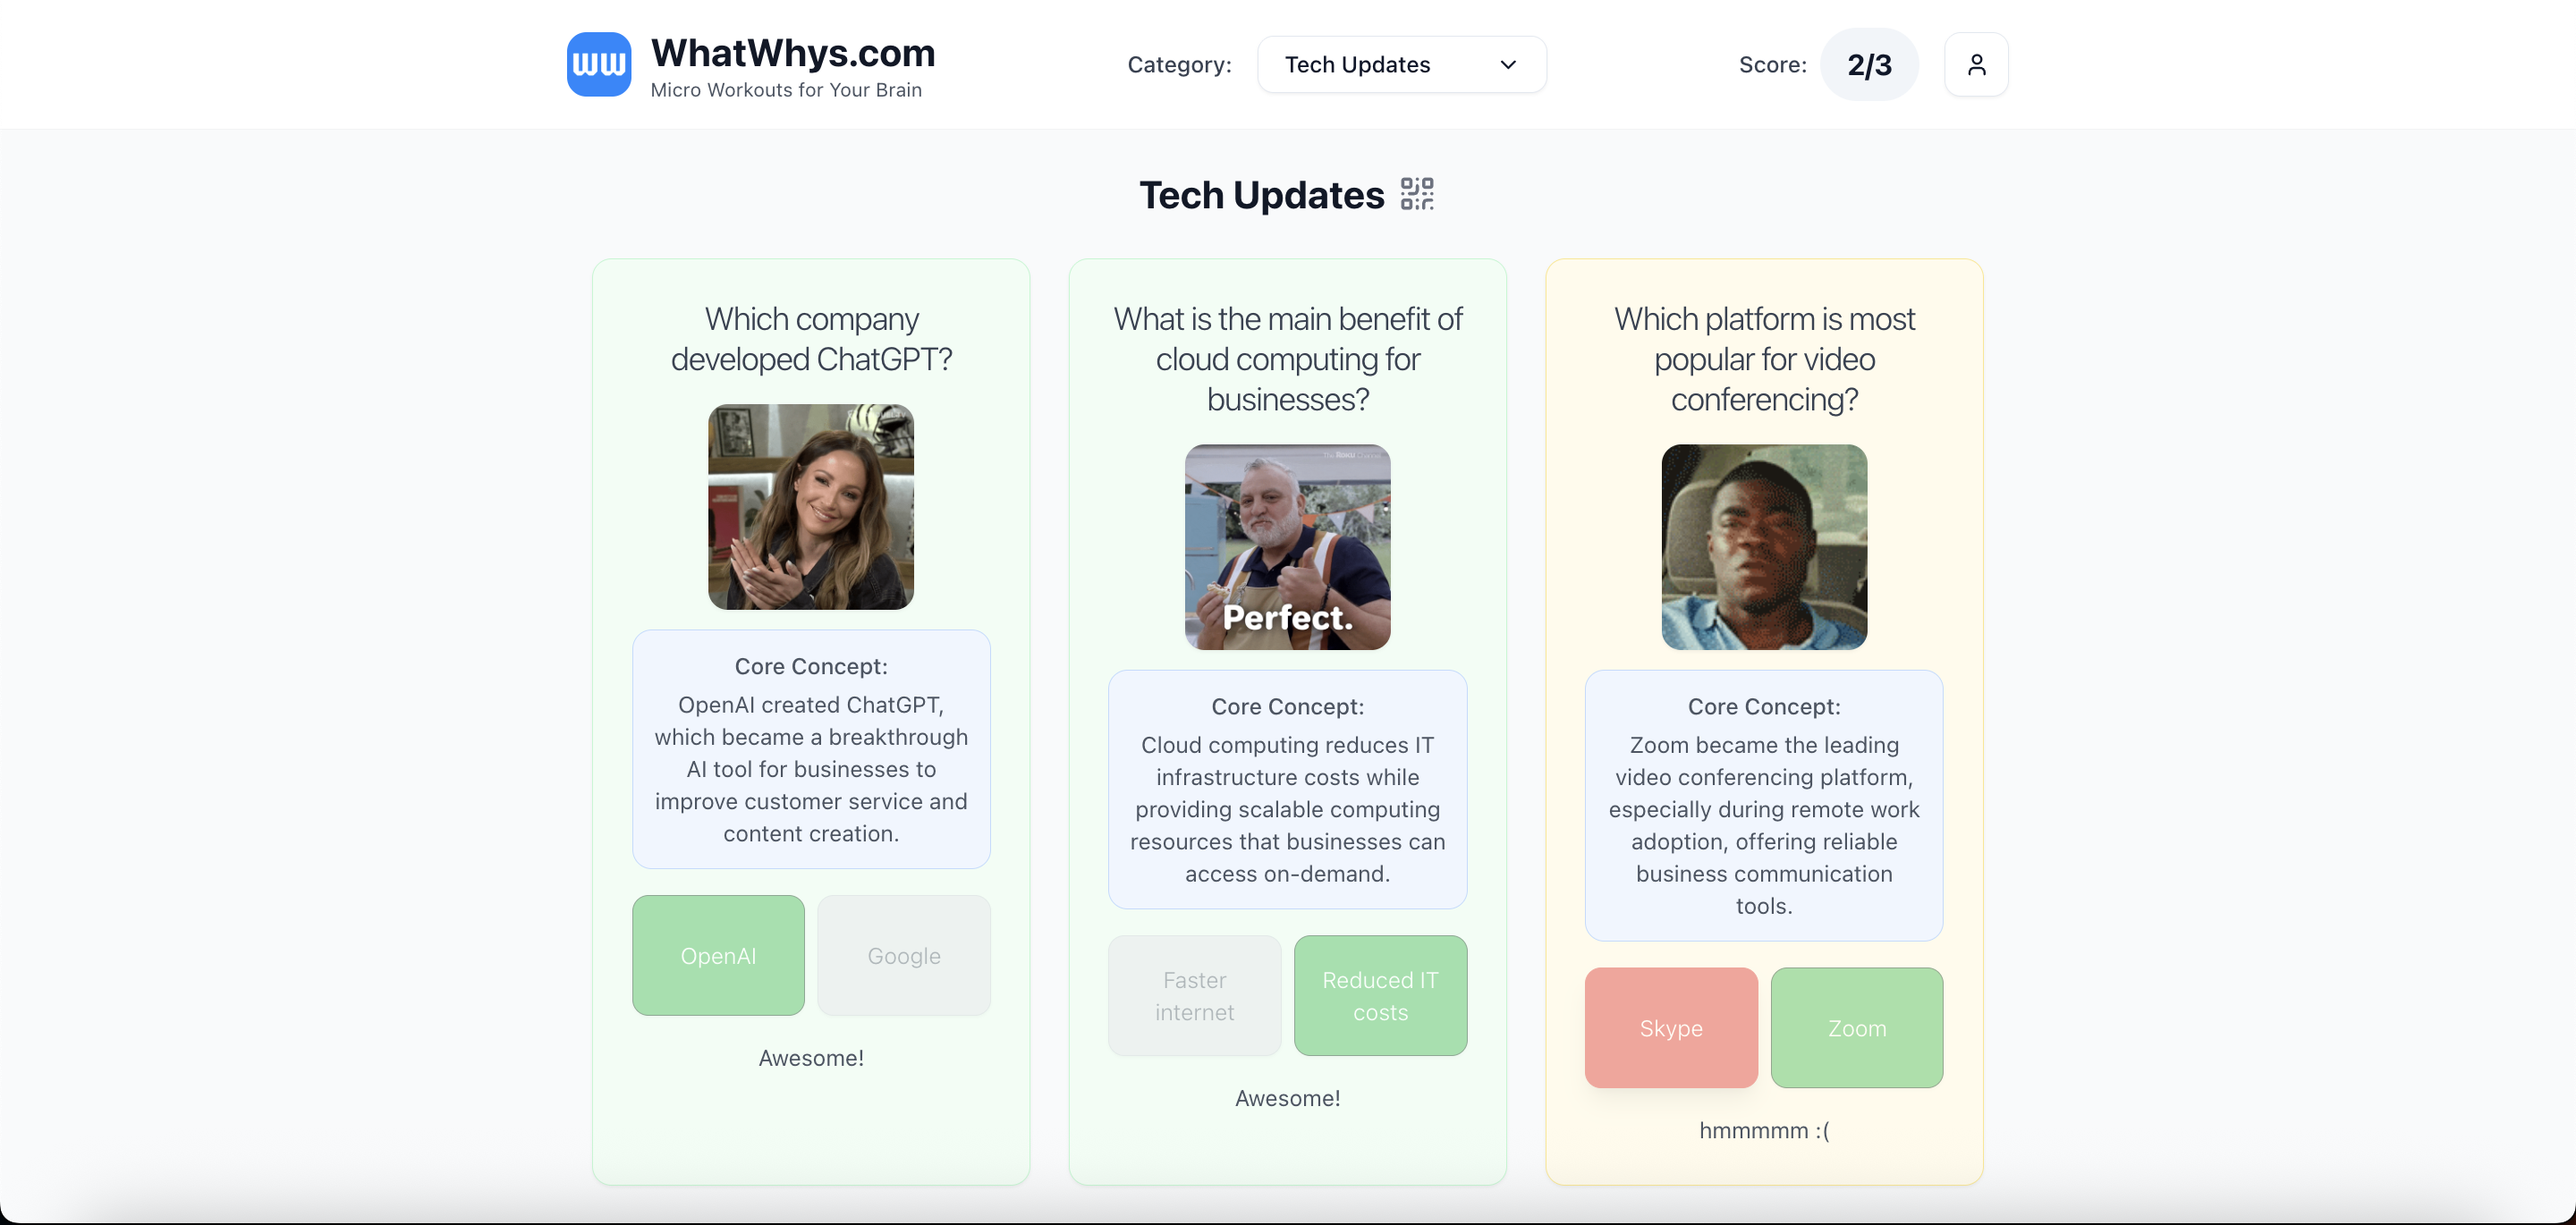 WW
WhatWhys.com
Micro Workouts for Your Brain
Category:
Tech Updates
Score:
2/3
Tech Updates
Which company
developed ChatGPT?
Core Concept:
OpenAI created ChatGPT,
which became a breakthrough
AI tool for businesses to
improve customer service and
content creation.
OpenAI
Google
Awesome!
What is the main benefit of
cloud computing for
businesses?
The Roku Channel
Perfect.
Core Concept:
Cloud computing reduces IT
infrastructure costs while
providing scalable computing
resources that businesses can
access on-demand.
Faster
internet
Reduced IT
costs
Awesome!
Which platform is most
popular for video
conferencing?
Core Concept:
Zoom became the leading
video conferencing platform,
especially during remote work
adoption, offering reliable
business communication
tools.
Skype
Zoom
hmmmmm :(